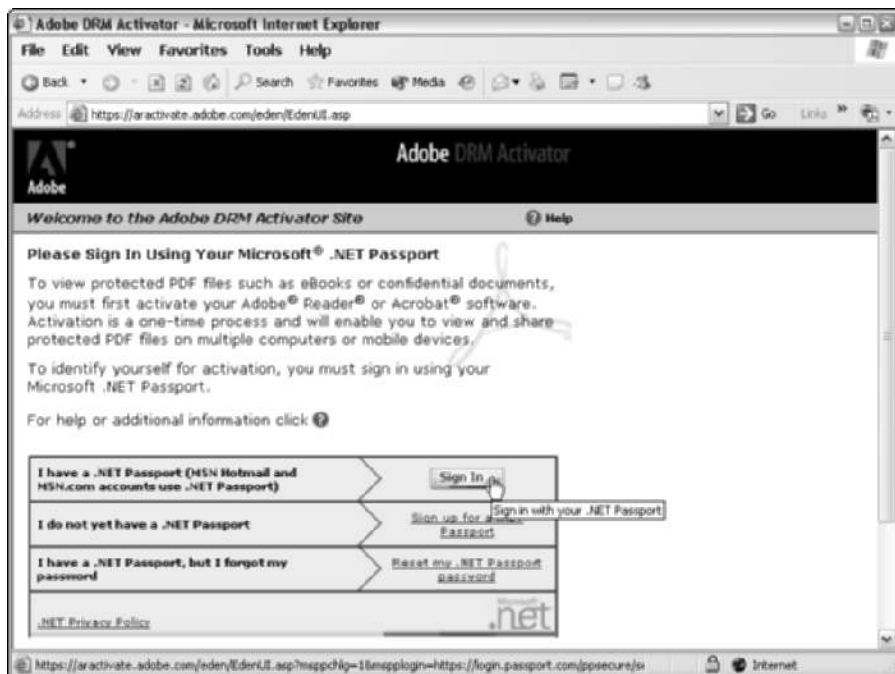 Adobe DRM Activator - Microsoft Internet Explorer
File Edit View Favorites Tools Help
Back Search Favorites Media
Address https://aractivate.adobe.com/eden/EdenUI.asp Go Links »
Adobe DRM Activator
Adobe
Welcome to the Adobe DRM Activator Site Help
Please Sign In Using Your Microsoft® .NET Passport
To view protected PDF files such as eBooks or confidential documents,
you must first activate your Adobe® Reader® or Acrobat® software.
Activation is a one-time process and will enable you to view and share
protected PDF files on multiple computers or mobile devices.
To identify yourself for activation, you must sign in using your
Microsoft .NET Passport.
For help or additional information click
I have a .NET Passport (MSN Hotmail and
MSN.com accounts use .NET Passport)
Sign In
Sign in with your .NET Passport
I do not yet have a .NET Passport
Sign up for a .NET
Passport
I have a .NET Passport, but I forgot my
password
Reset my .NET Passport
password
.NET Privacy Policy
Microsoft
.net
https://aractivate.adobe.com/eden/EdenUI.asp?msppchlg=1&mspplogin=https://login.passport.com/ppsecure/ Internet